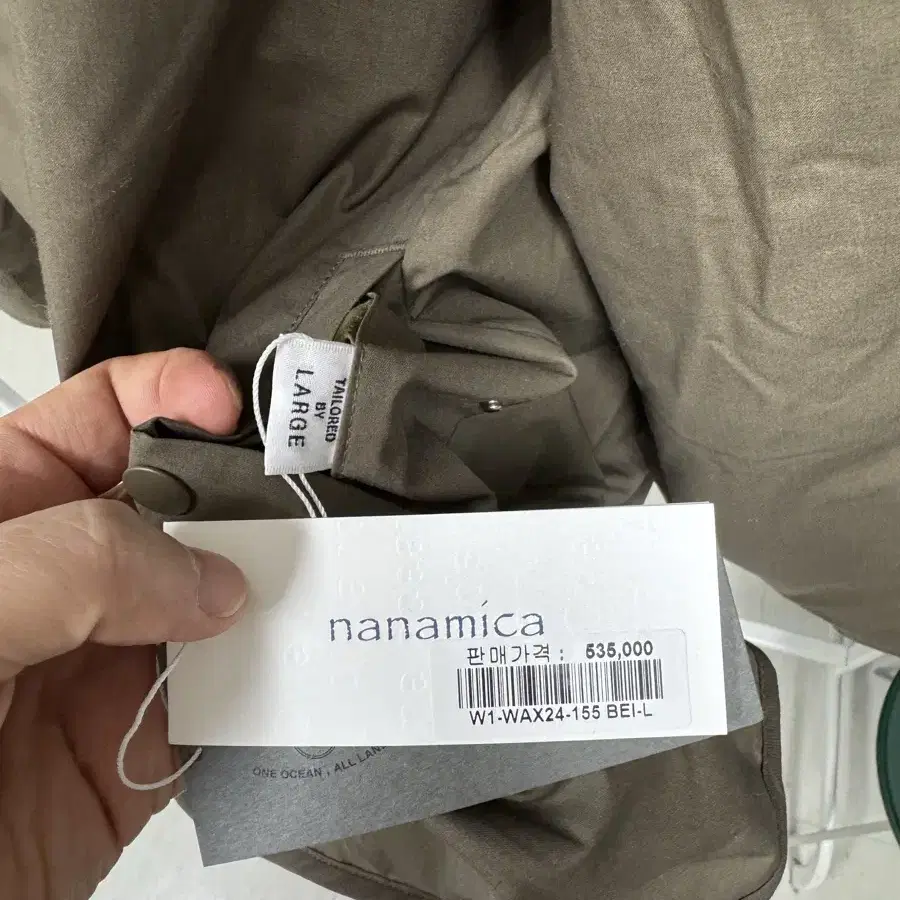 TAILORED
BY
LARGE
nanamica
판매가격 : 535,000
W1-WAX24-155 BEI-L
ONE OCEAN, ALL LAN